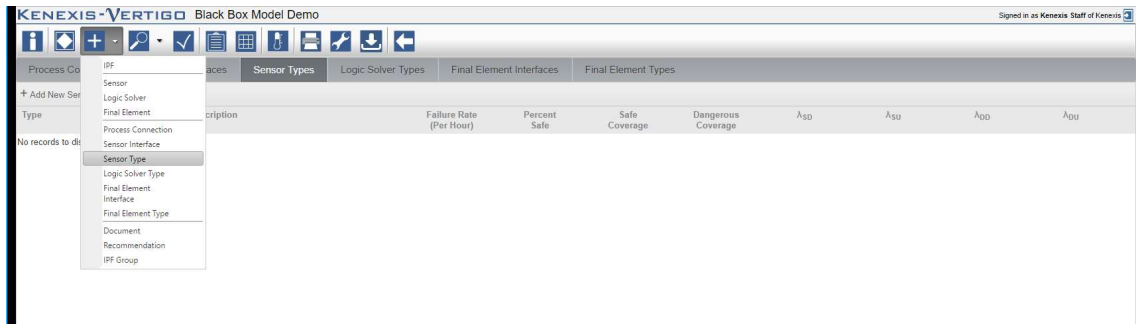 KENEXIS-VERTIGO Black Box Model Demo
Signed in as Kenexis Staff of Kenexis
Process Co
aces
Sensor Types
Logic Solver Types
Final Element Interfaces
Final Element Types
+ Add New Ser
Type
cription
Failure Rate
(Per Hour)
Percent
Safe
Safe
Coverage
Dangerous
Coverage
λSD
λSU
λDD
λDU
No records to dis
IPF
Sensor
Logic Solver
Final Element
Process Connection
Sensor Interface
Sensor Type
Logic Solver Type
Final Element
Interface
Final Element Type
Document
Recommendation
IPF Group